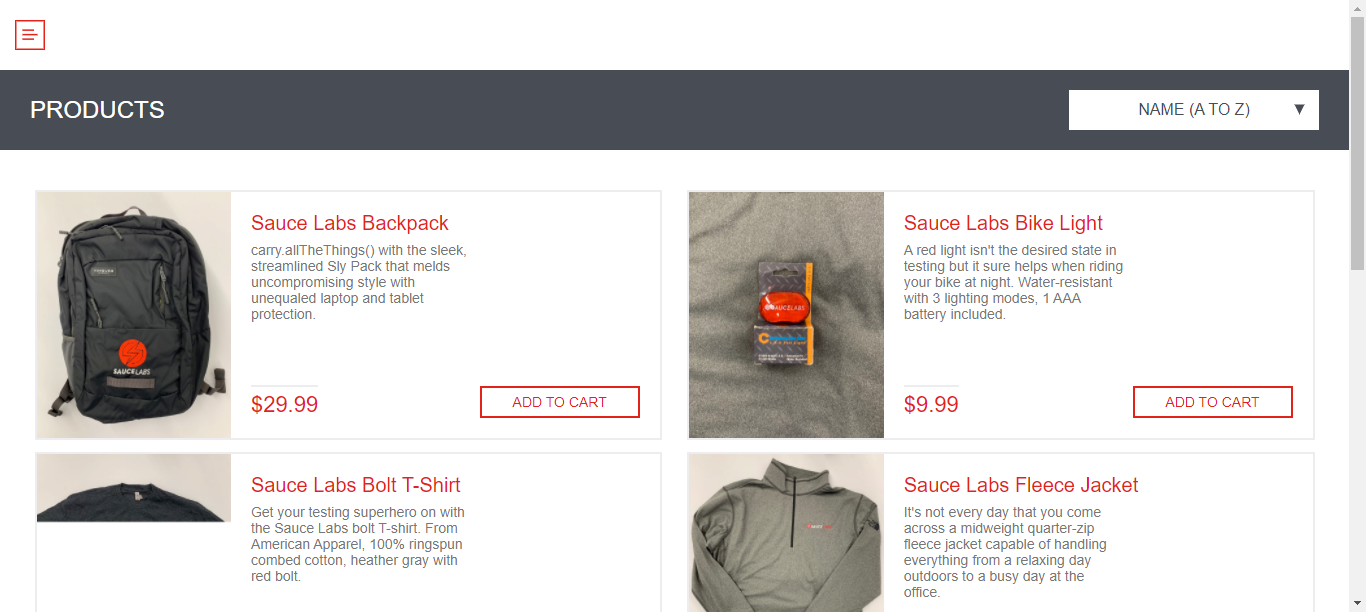 PRODUCTS
NAME (A TO Z)
Sauce Labs Backpack
carry.allTheThings() with the sleek,
streamlined Sly Pack that melds
uncompromising style with
unequaled laptop and tablet
protection.
$29.99
ADD TO CART
SAUCELABS
Sauce Labs Bike Light
A red light isn't the desired state in
testing but it sure helps when riding
your bike at night. Water-resistant
with 3 lighting modes, 1 AAA
battery included.
$9.99
ADD TO CART
SAUCELABS
Sauce Labs Bolt T-Shirt
Get your testing superhero on with
the Sauce Labs bolt T-shirt. From
American Apparel, 100% ringspun
combed cotton, heather gray with
red bolt.
Sauce Labs Fleece Jacket
It's not every day that you come
across a midweight quarter-zip
fleece jacket capable of handling
everything from a relaxing day
outdoors to a busy day at the
office.